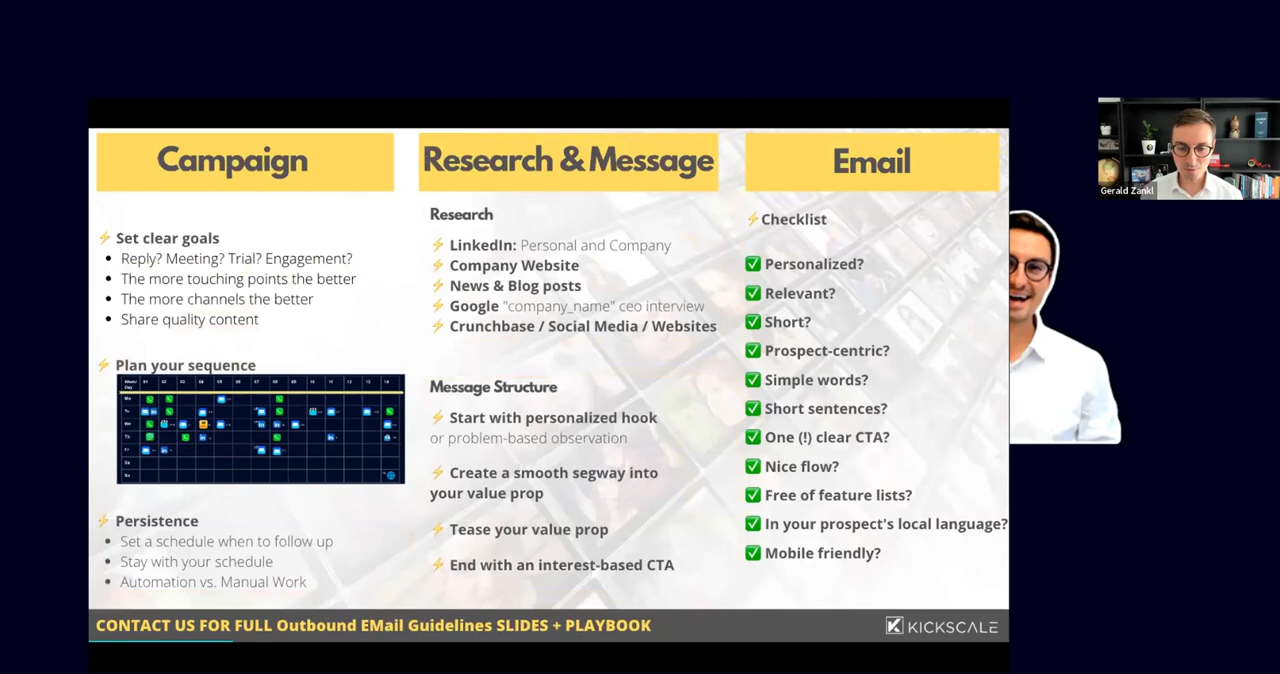 Campaign
⚡ Set clear goals
• Reply? Meeting? Trial? Engagement?
• The more touching points the better
• The more channels the better
• Share quality content
⚡ Plan your sequence
⚡ Persistence
• Set a schedule when to follow up
• Stay with your schedule
• Automation vs. Manual Work
Research & Message
Research
⚡ LinkedIn: Personal and Company
⚡ Company Website
⚡ News & Blog posts
⚡ Google "company_name" ceo interview
⚡ Crunchbase / Social Media / Websites
Message Structure
⚡ Start with personalized hook
or problem-based observation
⚡ Create a smooth segway into
your value prop
⚡ Tease your value prop
⚡ End with an interest-based CTA
Email
⚡Checklist
✅ Personalized?
✅ Relevant?
✅ Short?
✅ Prospect-centric?
✅ Simple words?
✅ Short sentences?
✅ One (!) clear CTA?
✅ Nice flow?
✅ Free of feature lists?
✅ In your prospect's local language?
✅ Mobile friendly?
CONTACT US FOR FULL Outbound EMail Guidelines SLIDES + PLAYBOOK
KICKSCALE
Gerald Zankl